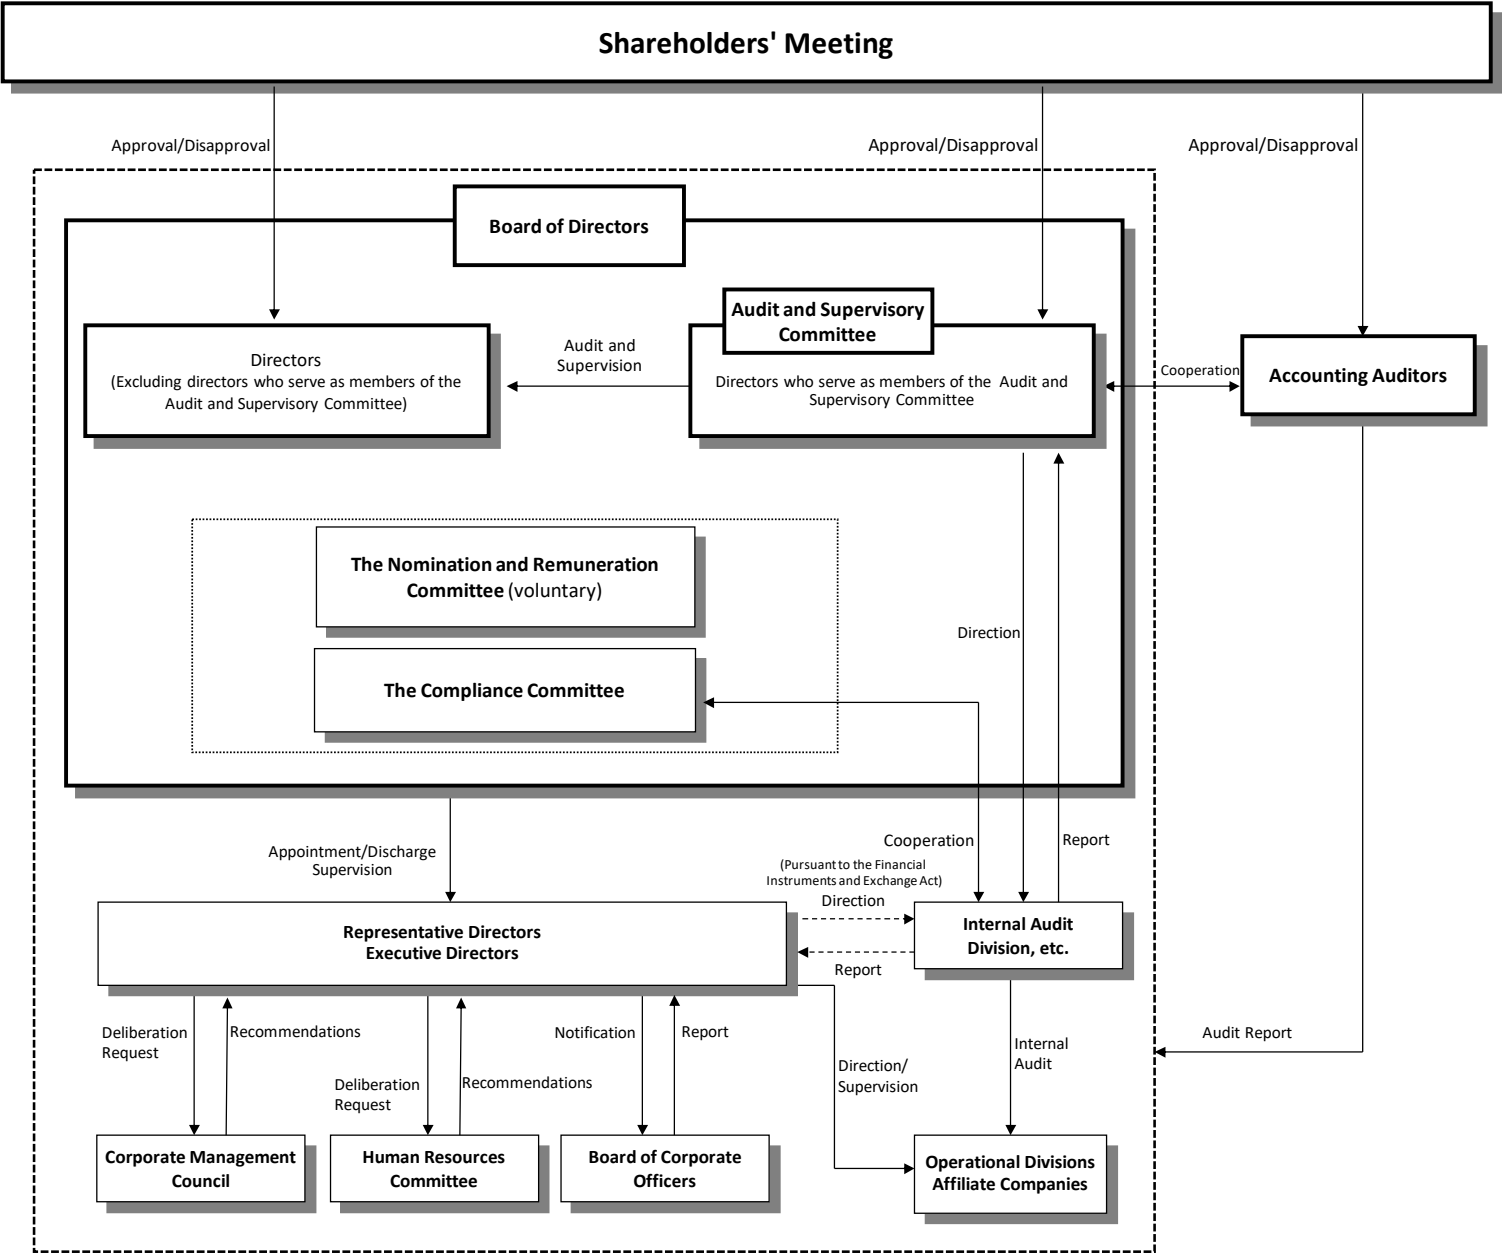 Shareholders' Meeting
Approval/Disapproval
Approval/Disapproval
Approval/Disapproval
Board of Directors
Audit and Supervisory
Committee
Directors
(Excluding directors who serve as members of the
Audit and Supervisory Committee)
Audit and
Supervision
Directors who serve as members of the Audit and
Supervisory Committee
Cooperation
Accounting Auditors
The Nomination and Remuneration
Committee (voluntary)
Direction
The Compliance Committee
Cooperation
Report
Appointment/Discharge
Supervision
(Pursuant to the Financial
Instruments and Exchange Act)
Direction
Representative Directors
Executive Directors
Internal Audit
Division, etc.
Report
Deliberation
Request
Recommendations
Notification
Report
Audit Report
Internal
Audit
Direction/
Supervision
Deliberation
Request
Recommendations
Corporate Management
Council
Human Resources
Committee
Board of Corporate
Officers
Operational Divisions
Affiliate Companies